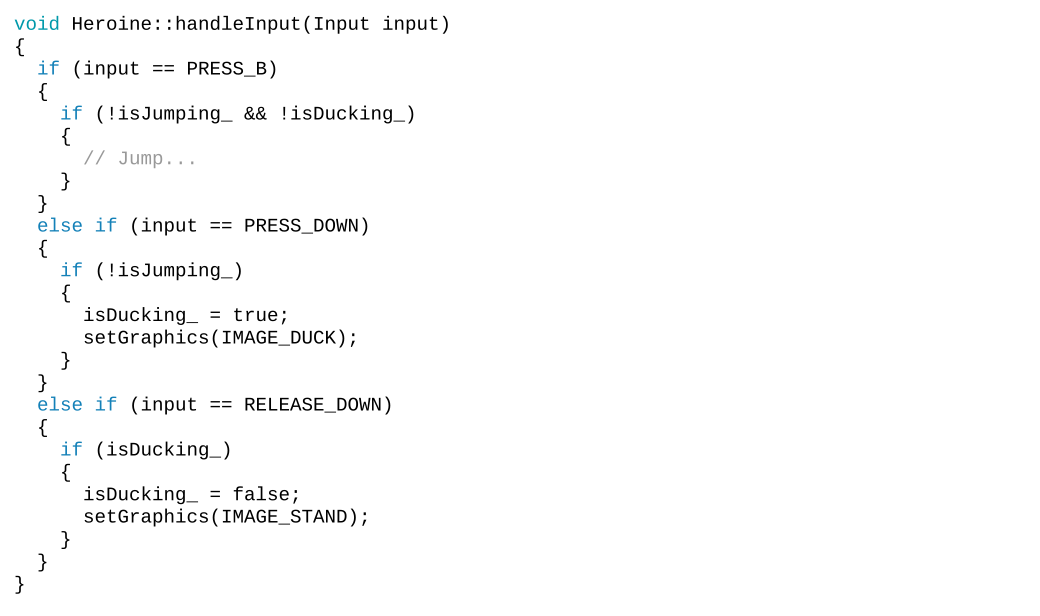 void Heroine::handleInput(Input input)
{
  if (input == PRESS_B)
  {
    if (!isJumping_ && !isDucking_)
    {
      // Jump...
    }
  }
  else if (input == PRESS_DOWN)
  {
    if (!isJumping_)
    {
      isDucking_ = true;
      setGraphics(IMAGE_DUCK);
    }
  }
  else if (input == RELEASE_DOWN)
  {
    if (isDucking_)
    {
      isDucking_ = false;
      setGraphics(IMAGE_STAND);
    }
  }
}